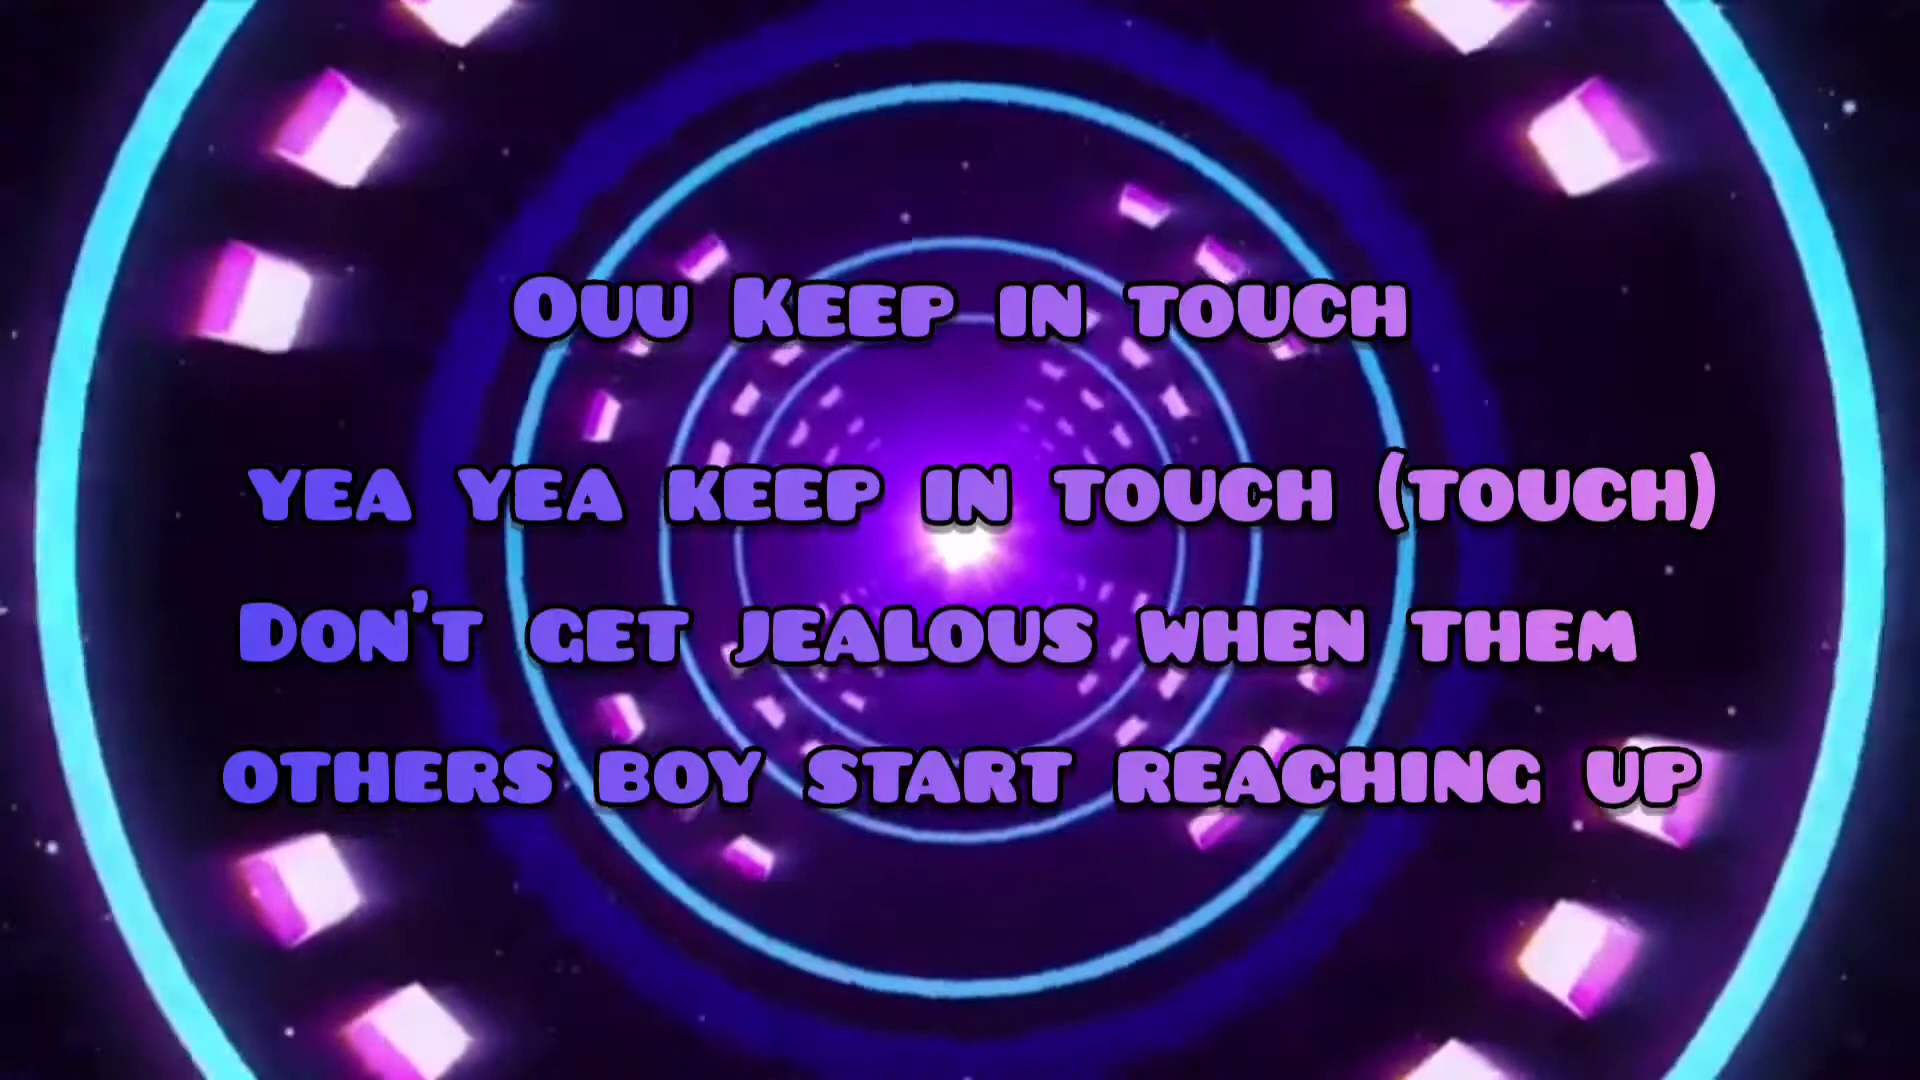 Ouu Keep in touch
yea yea keep in touch (touch)
Don't get jealous when them
others boy start reaching up